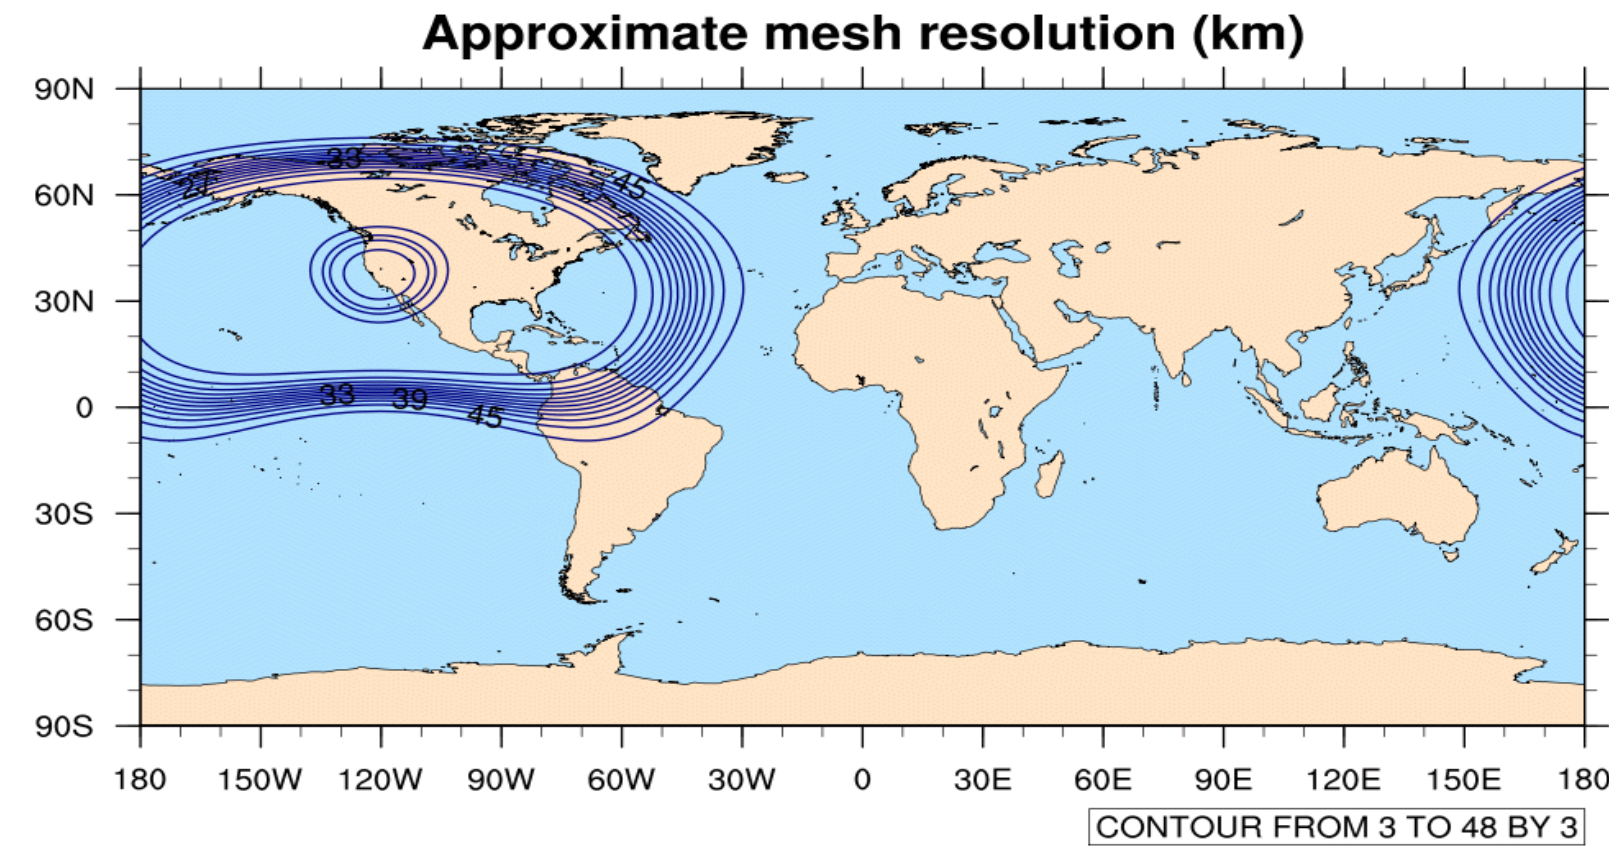 Approximate mesh resolution (km)
90N
60N
30N
0
30S
60S
90S
33
45
33
39
45
180 150W 120W 90W 60W 30W 0 30E 60E 90E 120E 150E 180
CONTOUR FROM 3 TO 48 BY 3